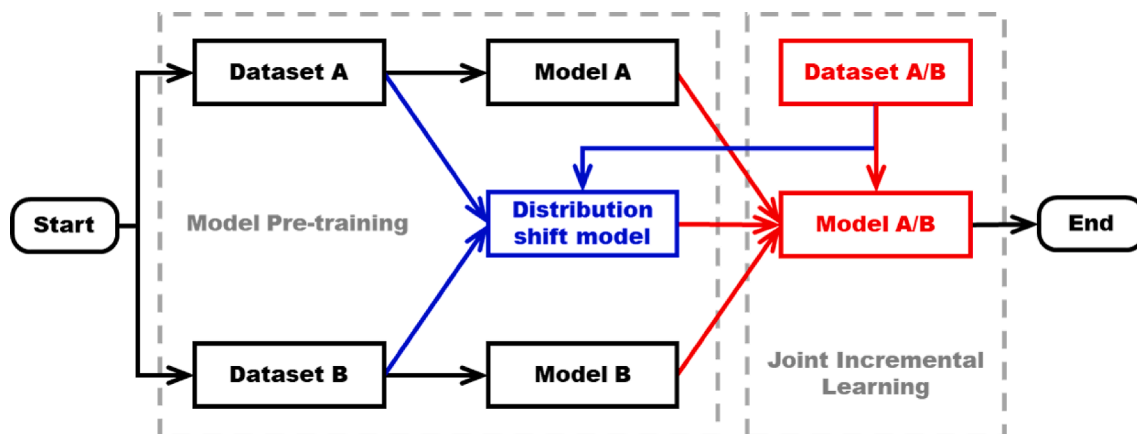 Dataset A
Model A
Dataset A/B
Start
Model Pre-training
Distribution
shift model
Model A/B
End
Dataset B
Model B
Joint Incremental
Learning